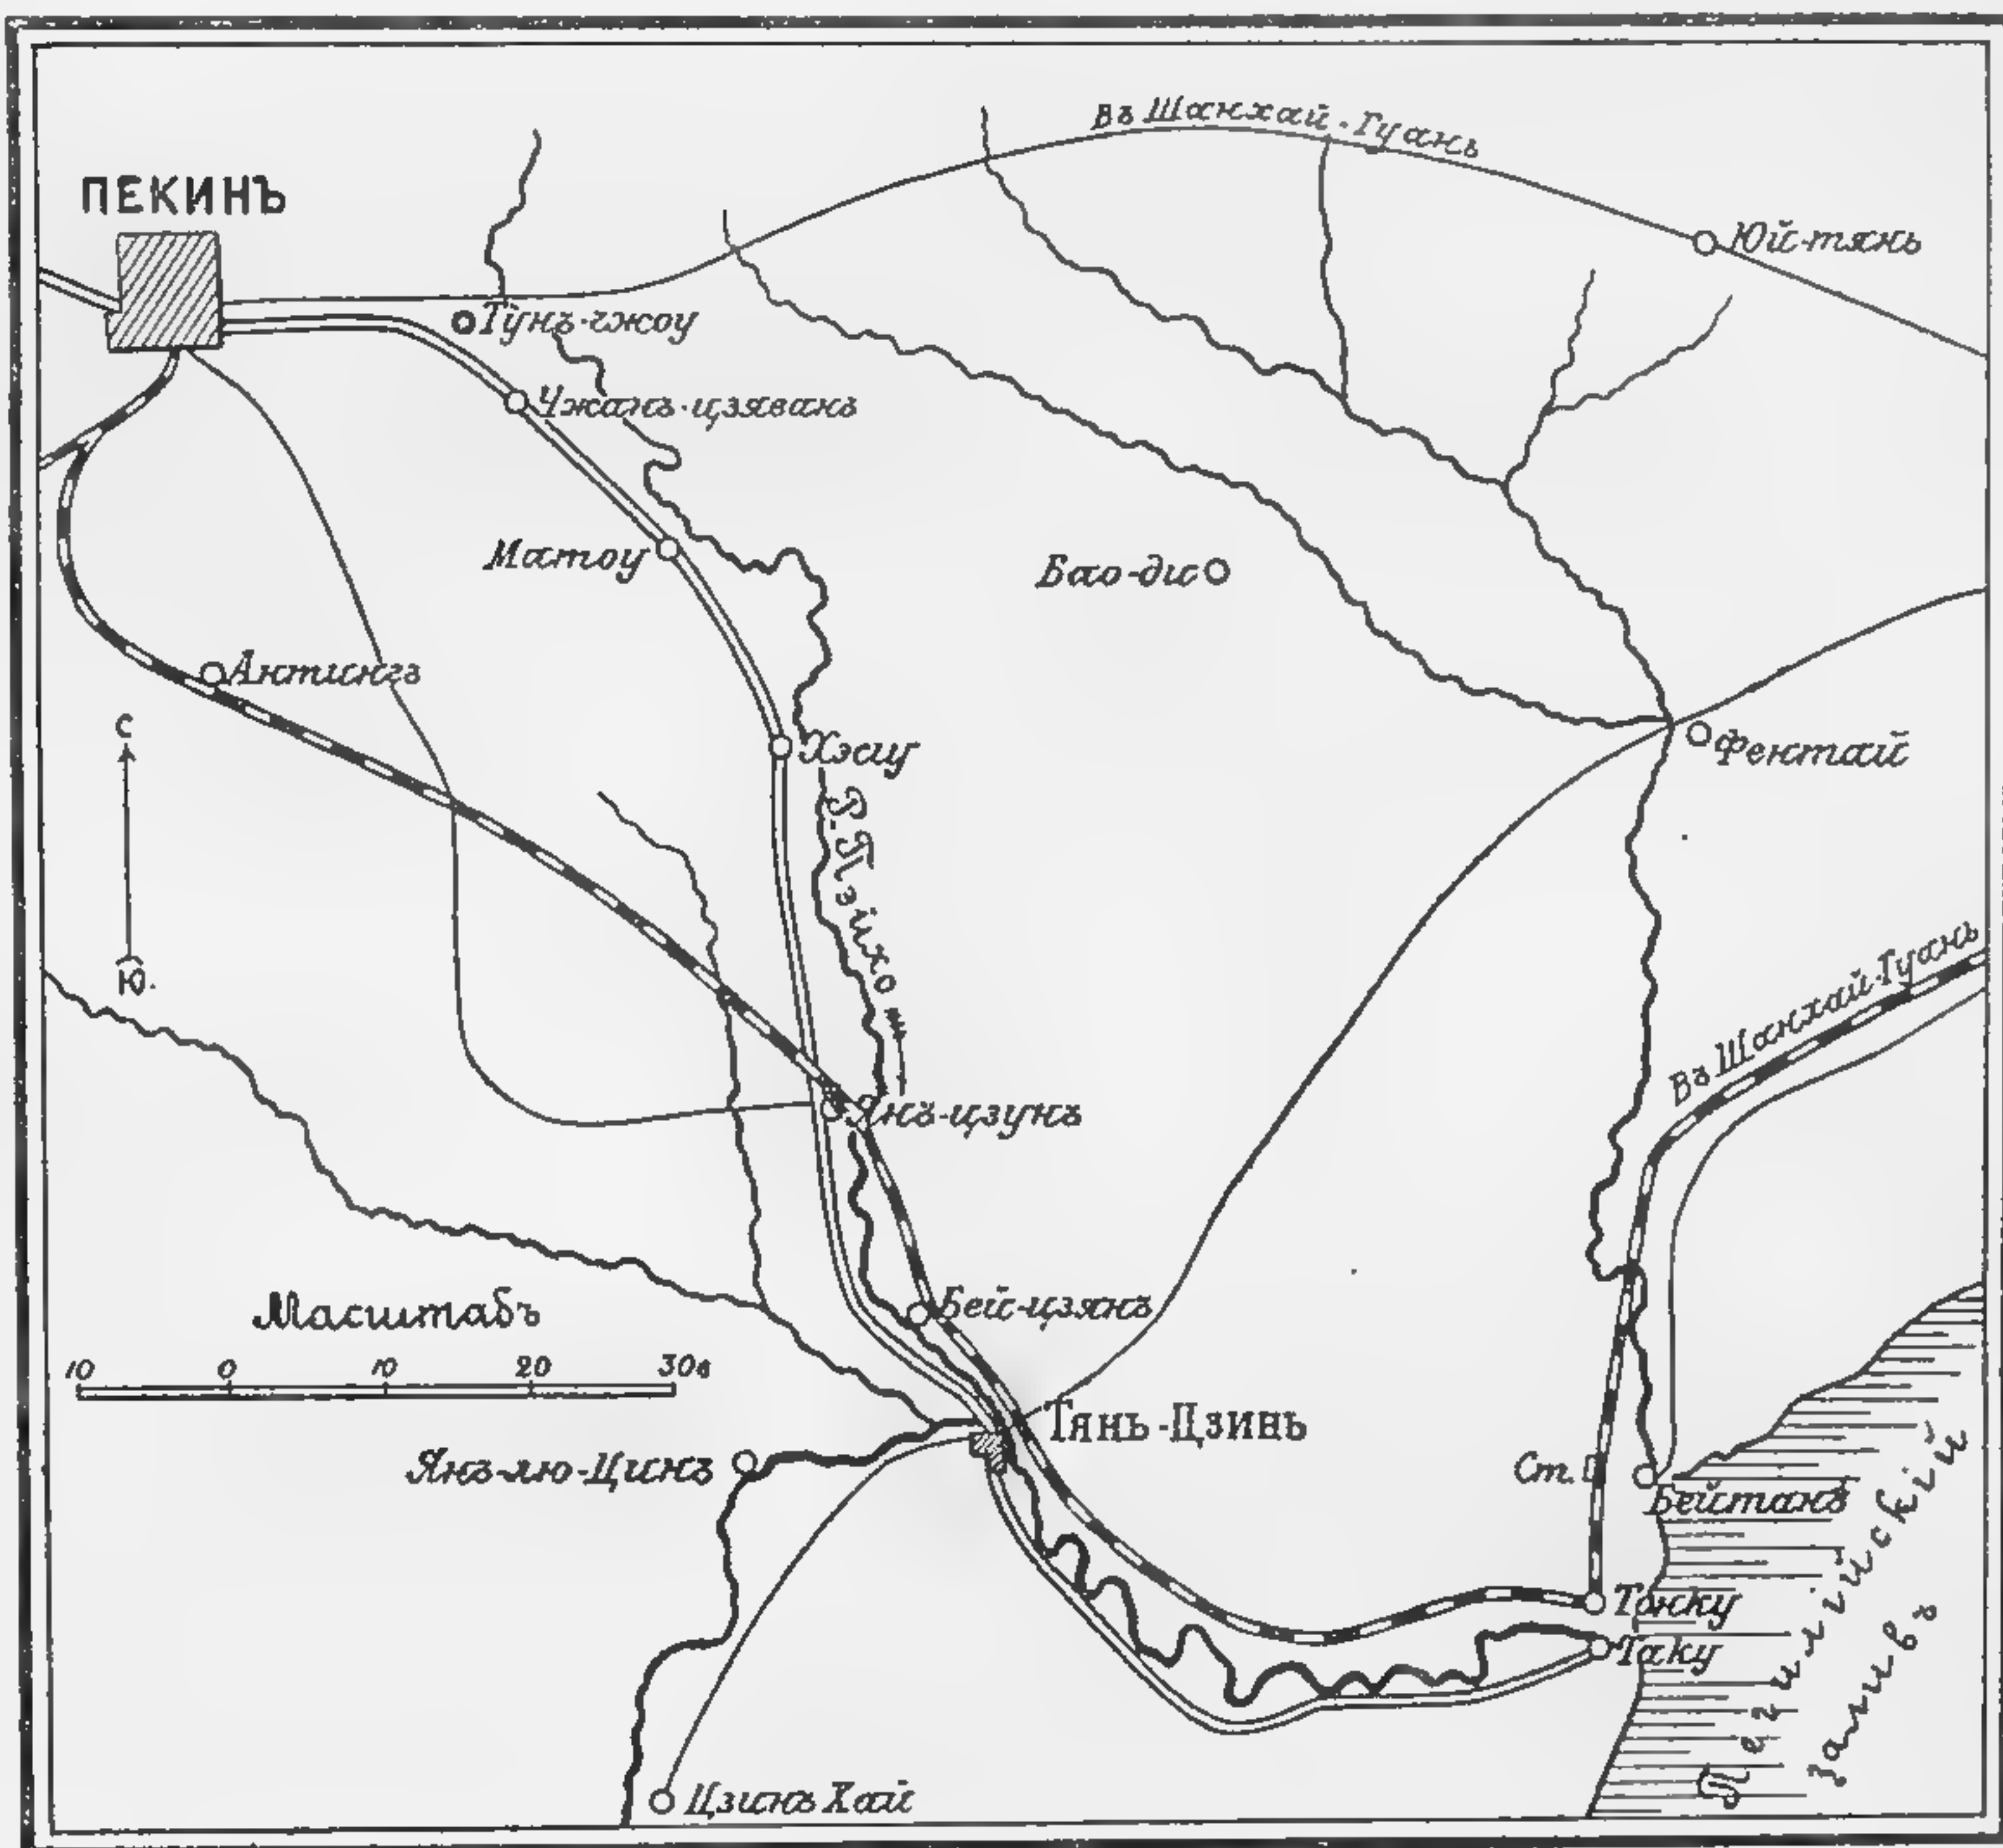 Въ Шанхай-Гуань
ПЕКИНЪ
Юй-тянь
Тунъ-чжоу
Чжанъ-цзявань
Матоу
Бао-ди
Антингъ
С
Хэсиу
Фентай
Р. Пэйхо
Ю.
Въ Шанхай-Гуань
Янъ-цзунъ
Масштабъ
Бей-цзянъ
10 0 10 20 30в
Тянь-Цзинь
Янъ-лю-Цинъ
Ст.
Бейтанъ
Тонку
Таку
Печилийскій
Заливъ
Цзинъ Хай